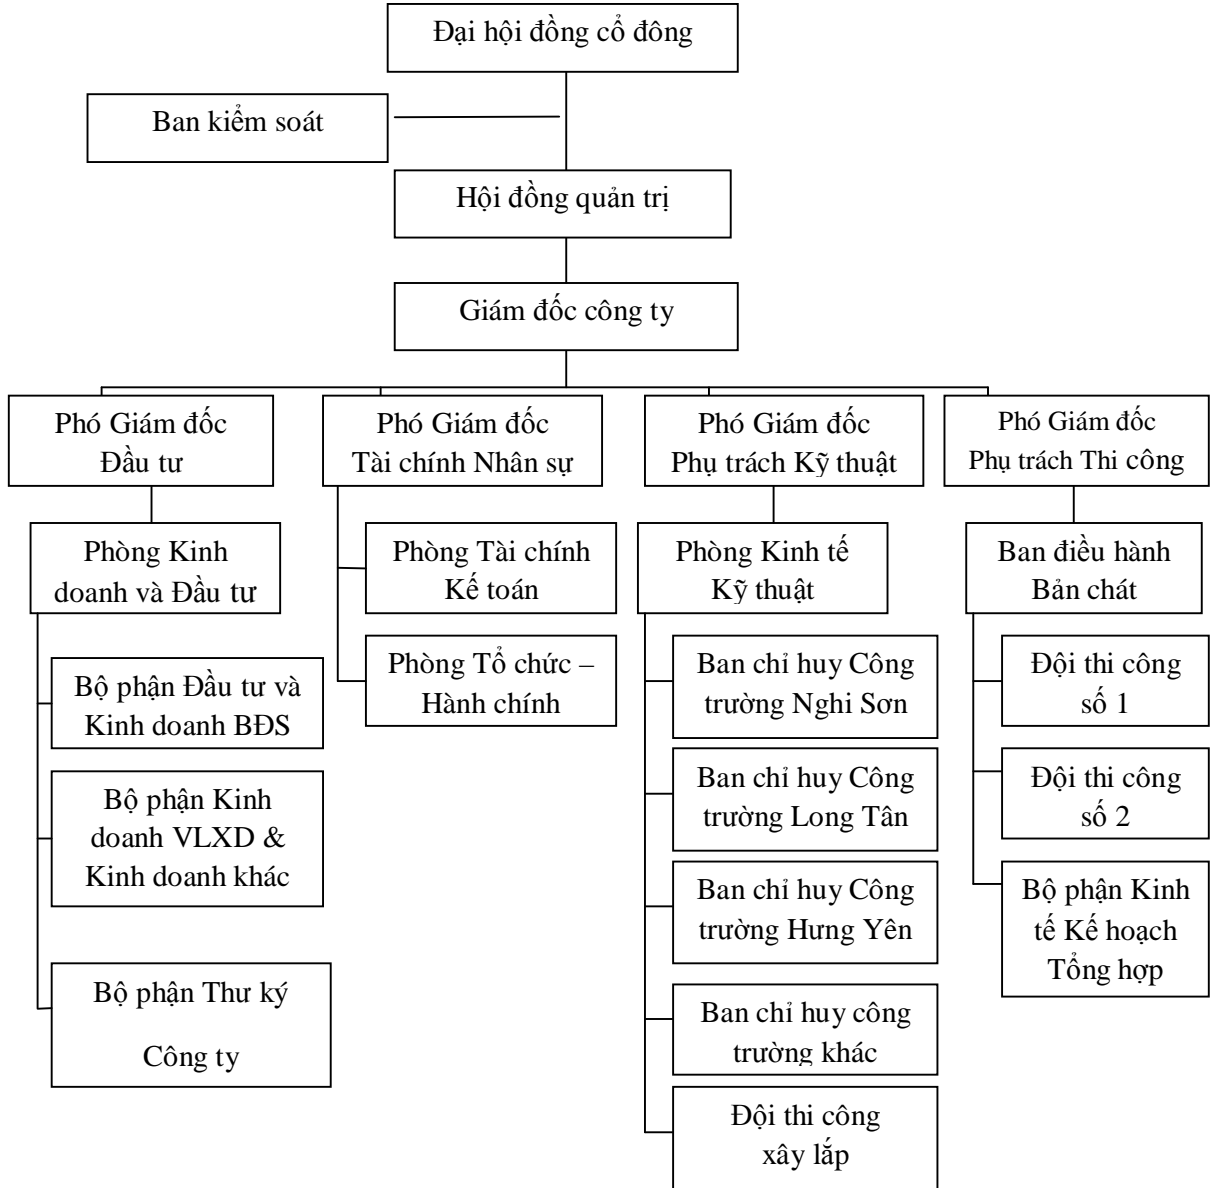 Đại hội đồng cổ đông
Ban kiểm soát
Hội đồng quản trị
Giám đốc công ty
Phó Giám đốc
Đầu tư
Phó Giám đốc
Tài chính Nhân sự
Phó Giám đốc
Phụ trách Kỹ thuật
Phó Giám đốc
Phụ trách Thi công
Phòng Kinh
doanh và Đầu tư
Phòng Tài chính
Kế toán
Phòng Kinh tế
Kỹ thuật
Ban điều hành
Bản chát
Bộ phận Đầu tư và
Kinh doanh BĐS
Bộ phận Kinh
doanh VLXD &
Kinh doanh khác
Bộ phận Thư ký
Công ty
Phòng Tổ chức –
Hành chính
Ban chỉ huy Công
trường Nghi Sơn
Ban chỉ huy Công
trường Long Tân
Ban chỉ huy Công
trường Hưng Yên
Ban chỉ huy công
trường khác
Đội thi công
xây lắp
Đội thi công
số 1
Đội thi công
số 2
Bộ phận Kinh
tế Kế hoạch
Tổng hợp